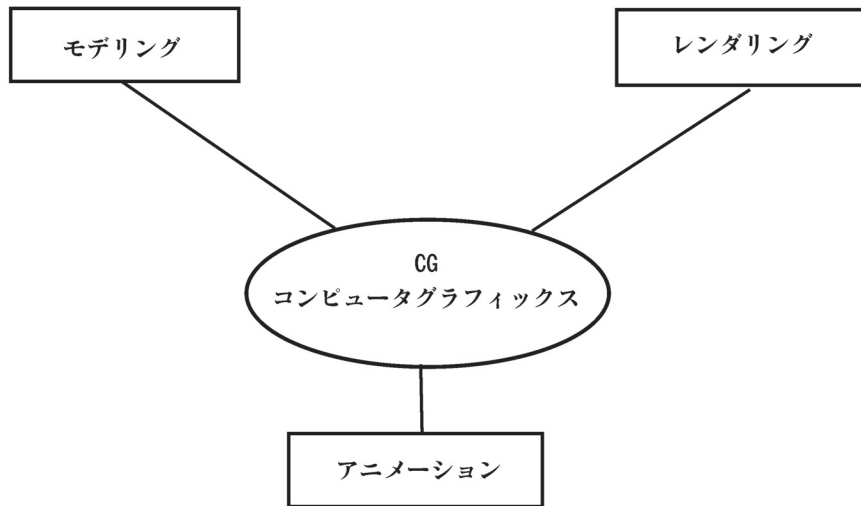 モデリング
レンダリング
CG
コンピュータグラフィックス
アニメーション